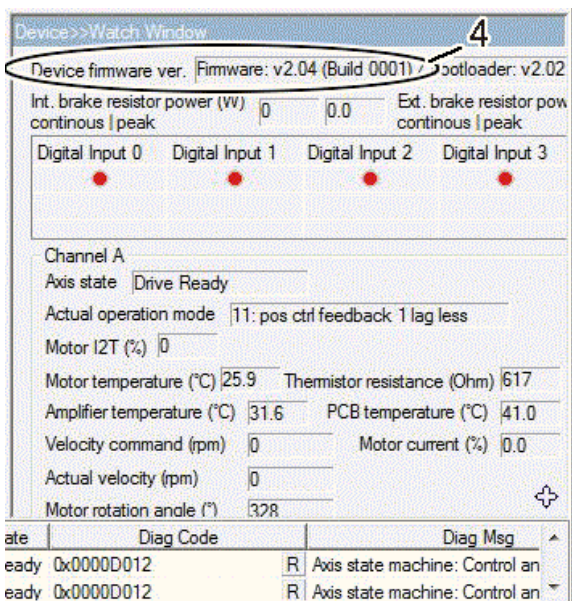 Device>>Watch Window
4
Device firmware ver. Firmware: v2.04 (Build 0001) / Bootloader: v2.02
Int. brake resistor power (W) 0 0.0 Ext. brake resistor pow
continous | peak continous | peak
Digital Input 0 Digital Input 1 Digital Input 2 Digital Input 3
Channel A
Axis state Drive Ready
Actual operation mode 11: pos ctrl feedback 1 lag less
Motor I2T (%) 0
Motor temperature (°C) 25.9 Thermistor resistance (Ohm) 617
Amplifier temperature (°C) 31.6 PCB temperature (°C) 41.0
Velocity command (rpm) 0 Motor current (%) 0.0
Actual velocity (rpm) 0
Motor rotation angle (°) 328
ate Diag Code Diag Msg
eady 0x0000D012 R Axis state machine: Control an
eady 0x0000D012 R Axis state machine: Control an